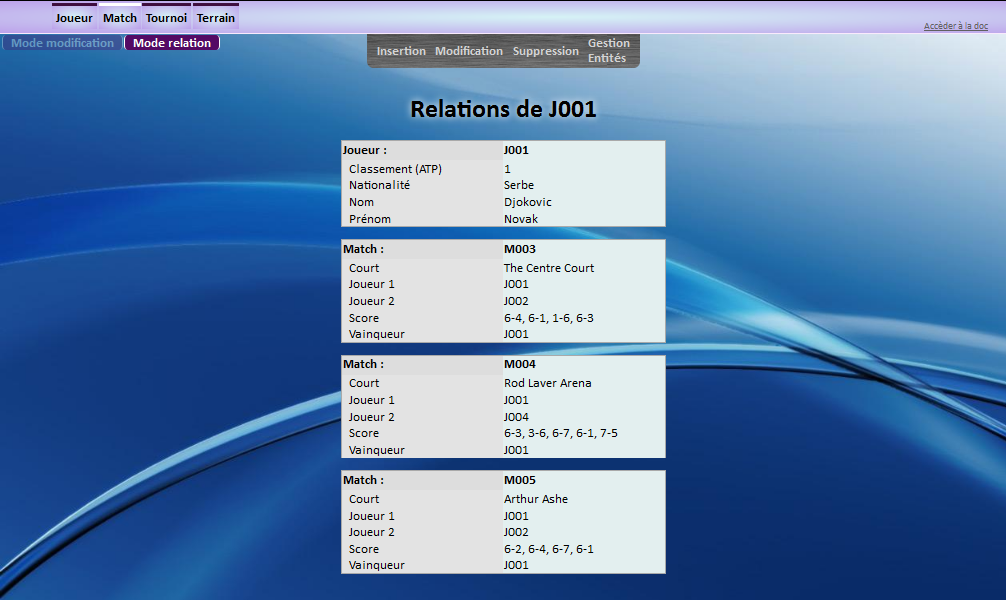 Joueur Match Tournoi Terrain
Accèder à la doc
Mode modification Mode relation
Insertion Modification Suppression Gestion Entités
Relations de J001
Joueur : J001
Classement (ATP) 1
Nationalité Serbe
Nom Djokovic
Prénom Novak
Match : M003
Court The Centre Court
Joueur 1 J001
Joueur 2 J002
Score 6-4, 6-1, 1-6, 6-3
Vainqueur J001
Match : M004
Court Rod Laver Arena
Joueur 1 J001
Joueur 2 J004
Score 6-3, 3-6, 6-7, 6-1, 7-5
Vainqueur J001
Match : M005
Court Arthur Ashe
Joueur 1 J001
Joueur 2 J002
Score 6-2, 6-4, 6-7, 6-1
Vainqueur J001